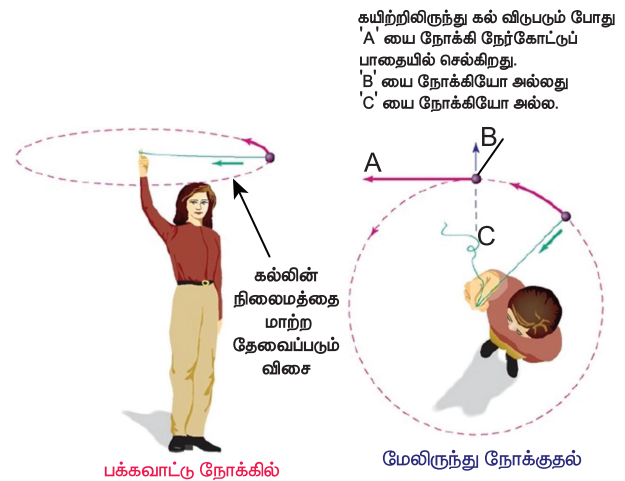 கயிற்றிலிருந்து கல் விடுபடும் போது
'A' யை நோக்கி நேர்கோட்டுப்
பாதையில் செல்கிறது.
'B' யை நோக்கியோ அல்லது
'C' யை நோக்கியோ அல்ல.
B
A
C
கல்லின்
நிலைமத்தை
மாற்ற
தேவைப்படும்
விசை
பக்கவாட்டு நோக்கில்
மேலிருந்து நோக்குதல்